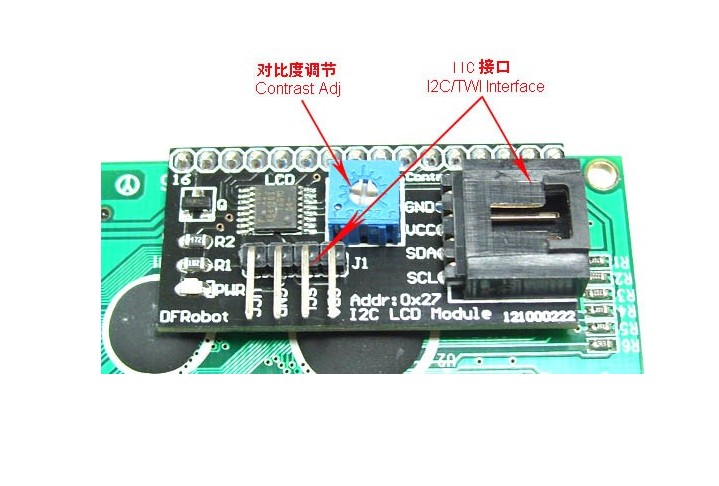 对比度调节
Contrast Adj
IIC 接口
I2C/TWI Interface
16
LCD
Contr
Q
GND
VCC
R2
SDA
R1
J1
SCL
PWR
Addr:0x27
DFRobot
I2C LCD Module
121000222
R1
R2
R3
R4
R5
R6